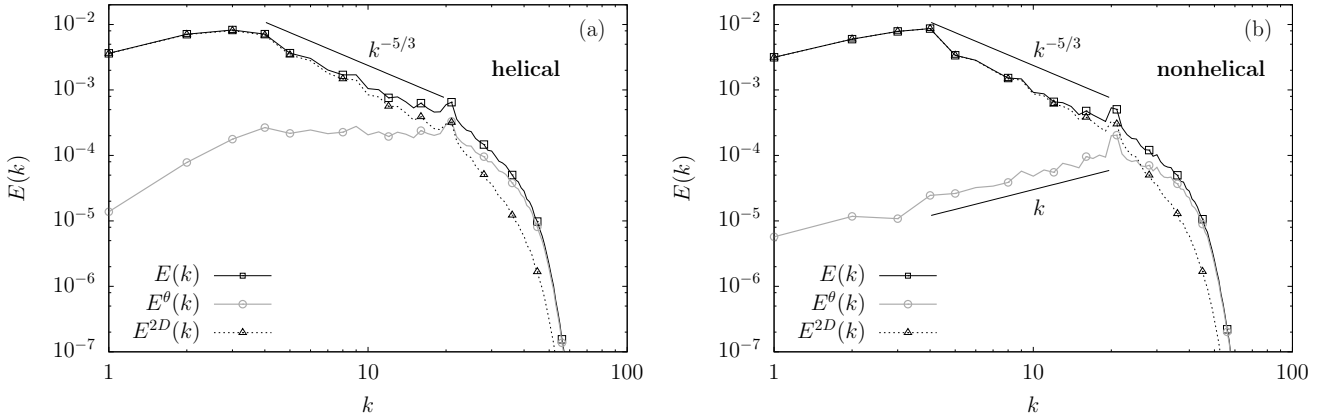 10⁻²
10⁻³
10⁻⁴
10⁻⁵
10⁻⁶
10⁻⁷
E(k)
1
10
100
k
(a)
k⁻⁵/³
helical
E(k)
E^θ(k)
E^2D(k)
10⁻²
10⁻³
10⁻⁴
10⁻⁵
10⁻⁶
10⁻⁷
E(k)
1
10
100
k
(b)
k⁻⁵/³
nonhelical
k
E(k)
E^θ(k)
E^2D(k)